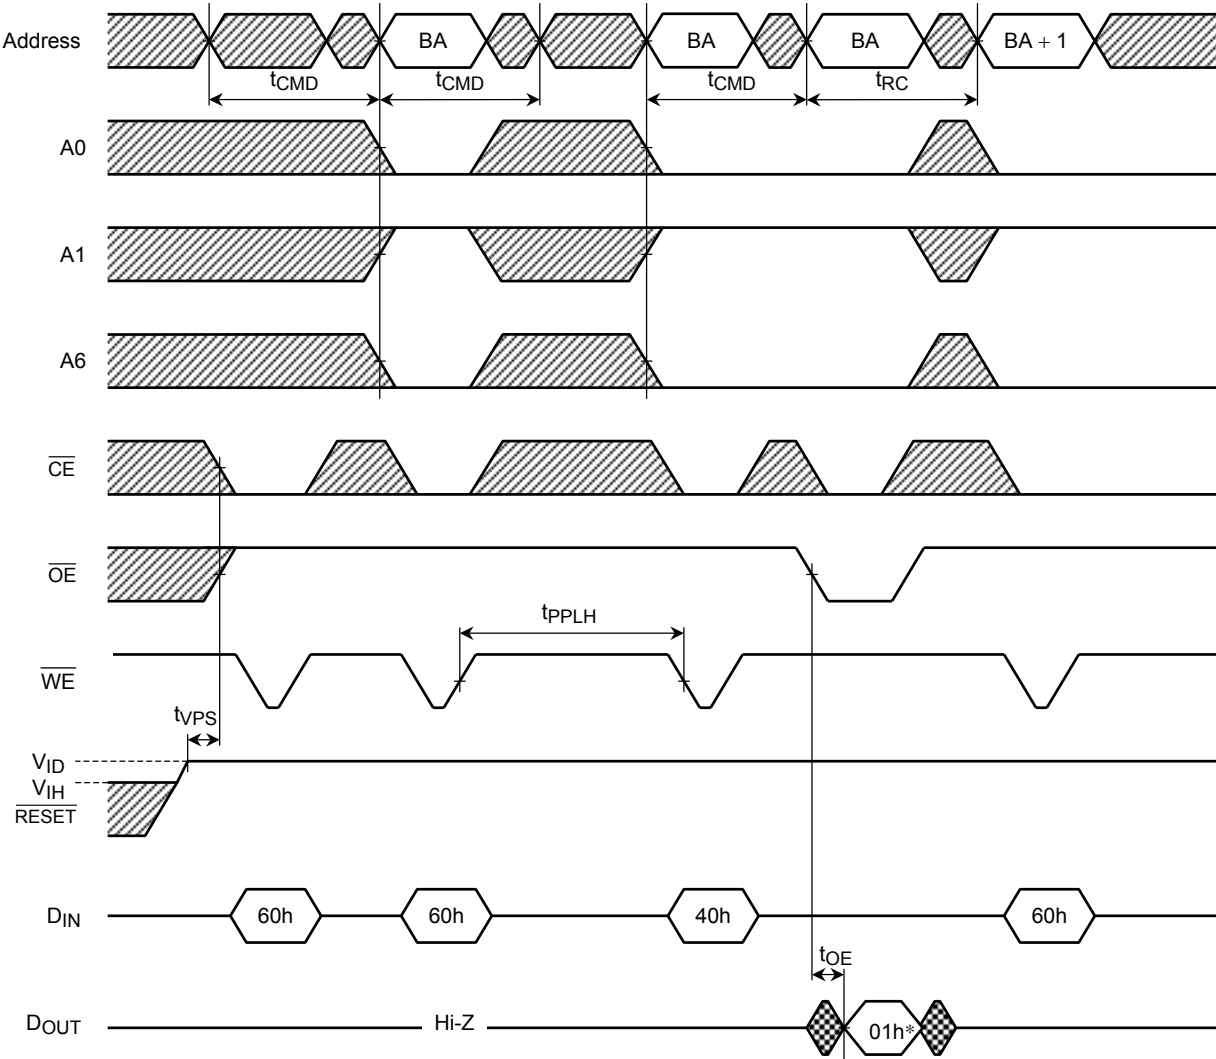 Address
BA
BA
BA
BA + 1
tCMD
tCMD
tCMD
tRC
A0
A1
A6
CE
OE
tPPLH
WE
tVPS
VID
VIH
RESET
DIN
60h
60h
40h
60h
tOE
DOUT
Hi-Z
01h*